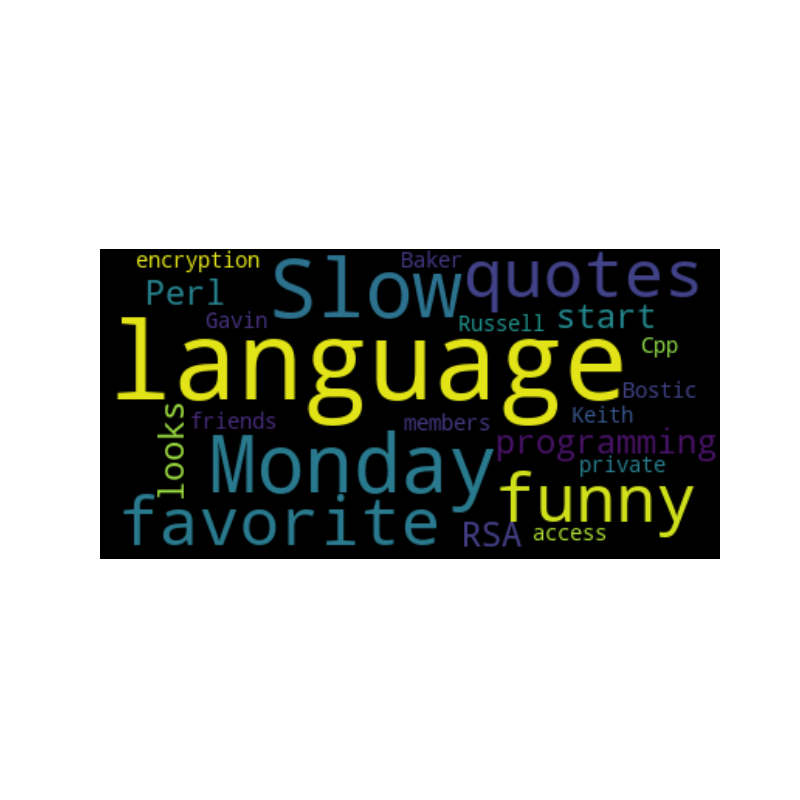 encryption
Slow
Baker
quotes
Perl
Gavin
Russell
start
language
Cpp
Bostic
looks
friends
members
Keith
Monday
programming
private
favorite
funny
RSA
access